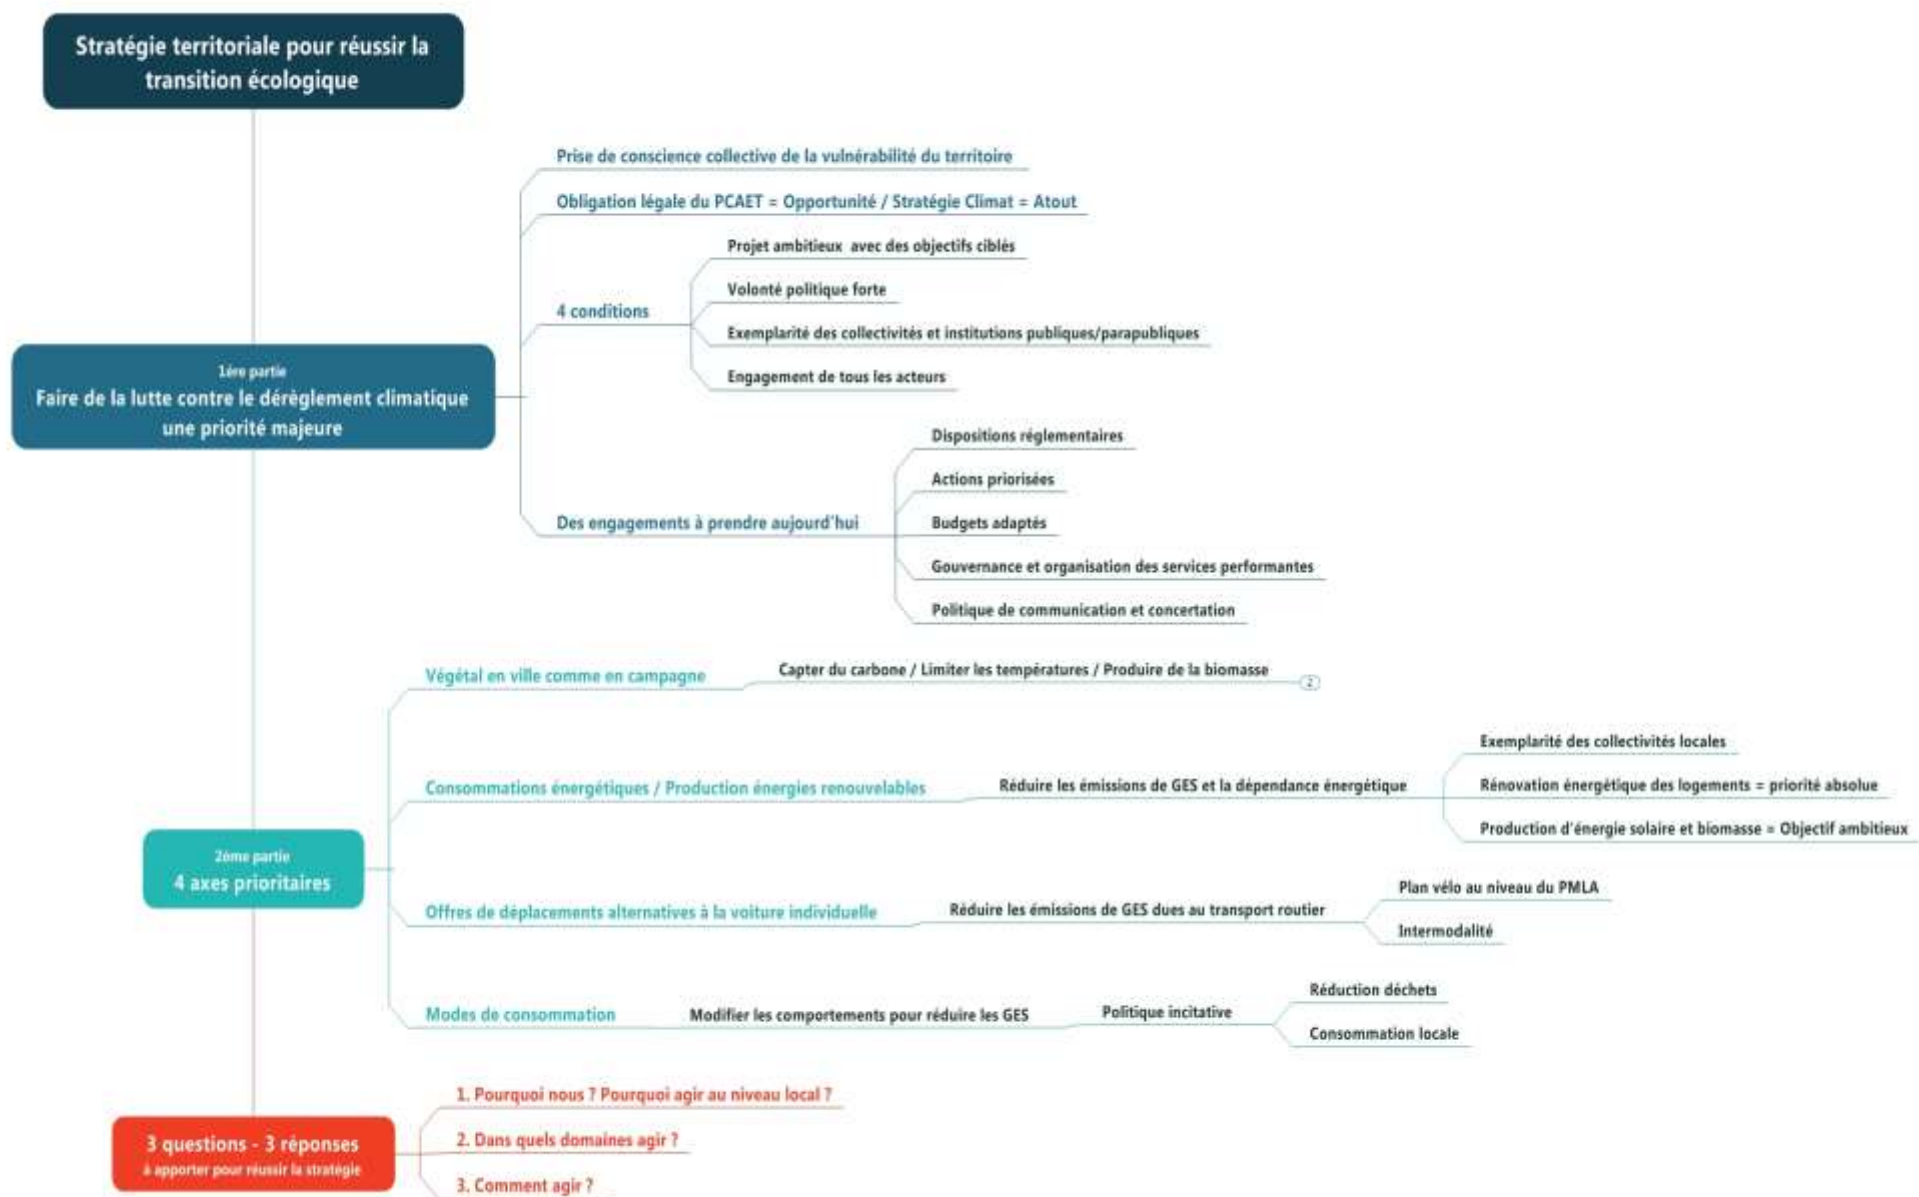 Stratégie territoriale pour réussir la
transition écologique
1ère partie
Faire de la lutte contre le dérèglement climatique
une priorité majeure
Prise de conscience collective de la vulnérabilité du territoire
Obligation légale du PCAET = Opportunité / Stratégie Climat = Atout
4 conditions
Projet ambitieux avec des objectifs ciblés
Volonté politique forte
Exemplarité des collectivités et institutions publiques/parapubliques
Engagement de tous les acteurs
Des engagements à prendre aujourd'hui
Dispositions réglementaires
Actions priorisées
Budgets adaptés
Gouvernance et organisation des services performantes
Politique de communication et concertation
2ème partie
4 axes prioritaires
Végétal en ville comme en campagne
Capter du carbone / Limiter les températures / Produire de la biomasse
2
Consommations énergétiques / Production énergies renouvelables
Réduire les émissions de GES et la dépendance énergétique
Exemplarité des collectivités locales
Rénovation énergétique des logements = priorité absolue
Production d'énergie solaire et biomasse = Objectif ambitieux
Offres de déplacements alternatives à la voiture individuelle
Réduire les émissions de GES dues au transport routier
Plan vélo au niveau du PMLA
Intermodalité
Modes de consommation
Modifier les comportements pour réduire les GES
Politique incitative
Réduction déchets
Consommation locale
3 questions - 3 réponses
à apporter pour réussir la stratégie
1. Pourquoi nous ? Pourquoi agir au niveau local ?
2. Dans quels domaines agir ?
3. Comment agir ?